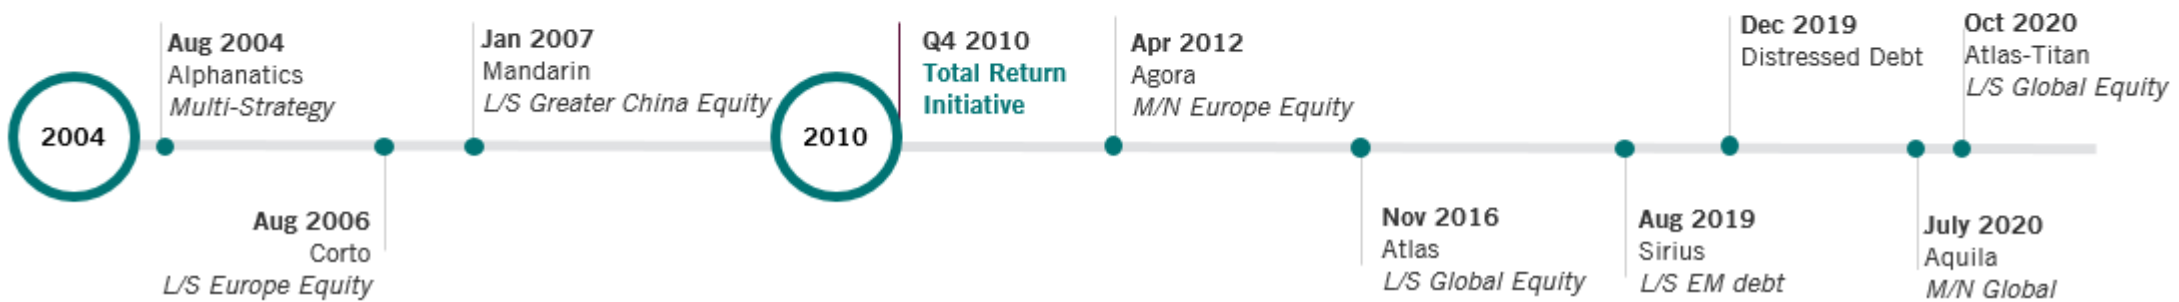 2004
Aug 2004
Alphanatics
Multi-Strategy
Aug 2006
Corto
L/S Europe Equity
Jan 2007
Mandarin
L/S Greater China Equity
2010
Q4 2010
Total Return
Initiative
Apr 2012
Agora
M/N Europe Equity
Nov 2016
Atlas
L/S Global Equity
Aug 2019
Sirius
L/S EM debt
Dec 2019
Distressed Debt
July 2020
Aquila
M/N Global
Oct 2020
Atlas-Titan
L/S Global Equity